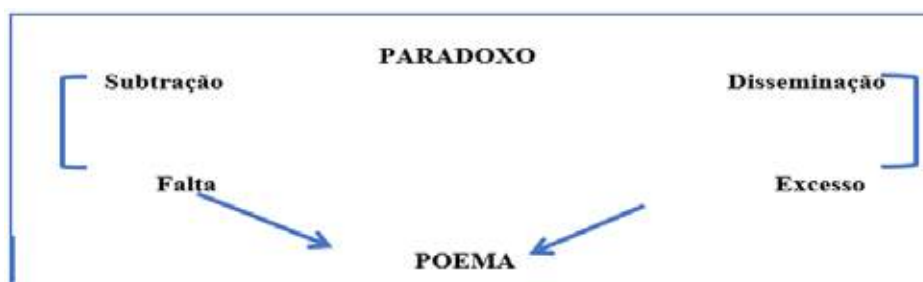 PARADOXO
Subtração Disseminação
Falta Excesso
POEMA